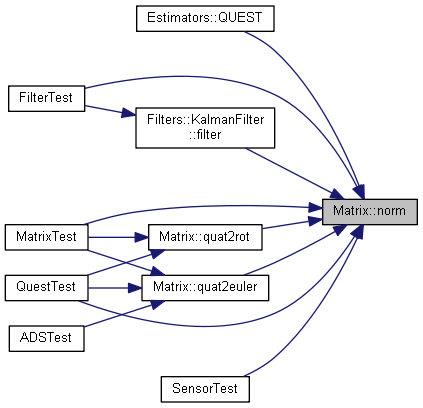 Estimators::QUEST
FilterTest
Filters::KalmanFilter
::filter
Matrix::norm
MatrixTest
Matrix::quat2rot
QuestTest
Matrix::quat2euler
ADSTest
SensorTest